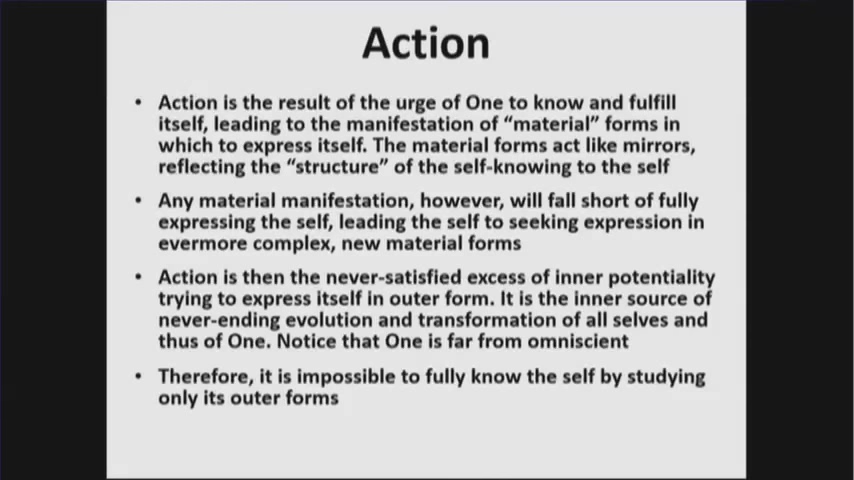 Action
• Action is the result of the urge of One to know and fulfill
itself, leading to the manifestation of “material” forms in
which to express itself. The material forms act like mirrors,
reflecting the “structure” of the self-knowing to the self
• Any material manifestation, however, will fall short of fully
expressing the self, leading the self to seeking expression in
evermore complex, new material forms
• Action is then the never-satisfied excess of inner potentiality
trying to express itself in outer form. It is the inner source of
never-ending evolution and transformation of all selves and
thus of One. Notice that One is far from omniscient
• Therefore, it is impossible to fully know the self by studying
only its outer forms